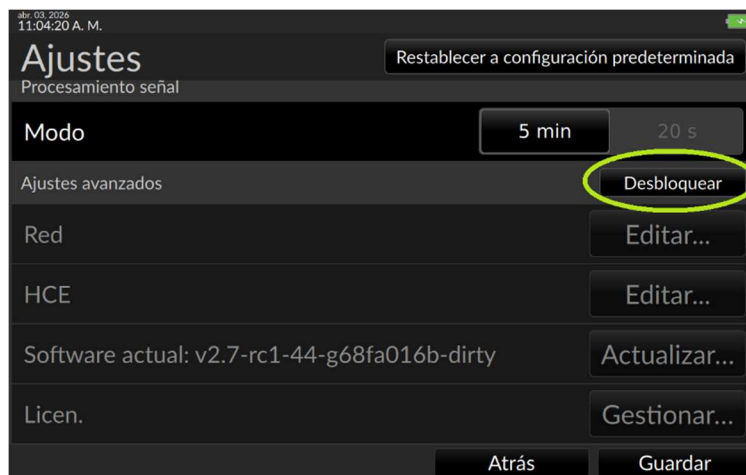 abr. 03, 2026
11:04:20 A. M.
Ajustes
Restablecer a configuración predeterminada
Procesamiento señal
Modo
5 min
20 s
Ajustes avanzados
Desbloquear
Red
Editar...
HCE
Editar...
Software actual: v2.7-rc1-44-g68fa016b-dirty
Actualizar...
Licen.
Gestionar...
Atrás
Guardar